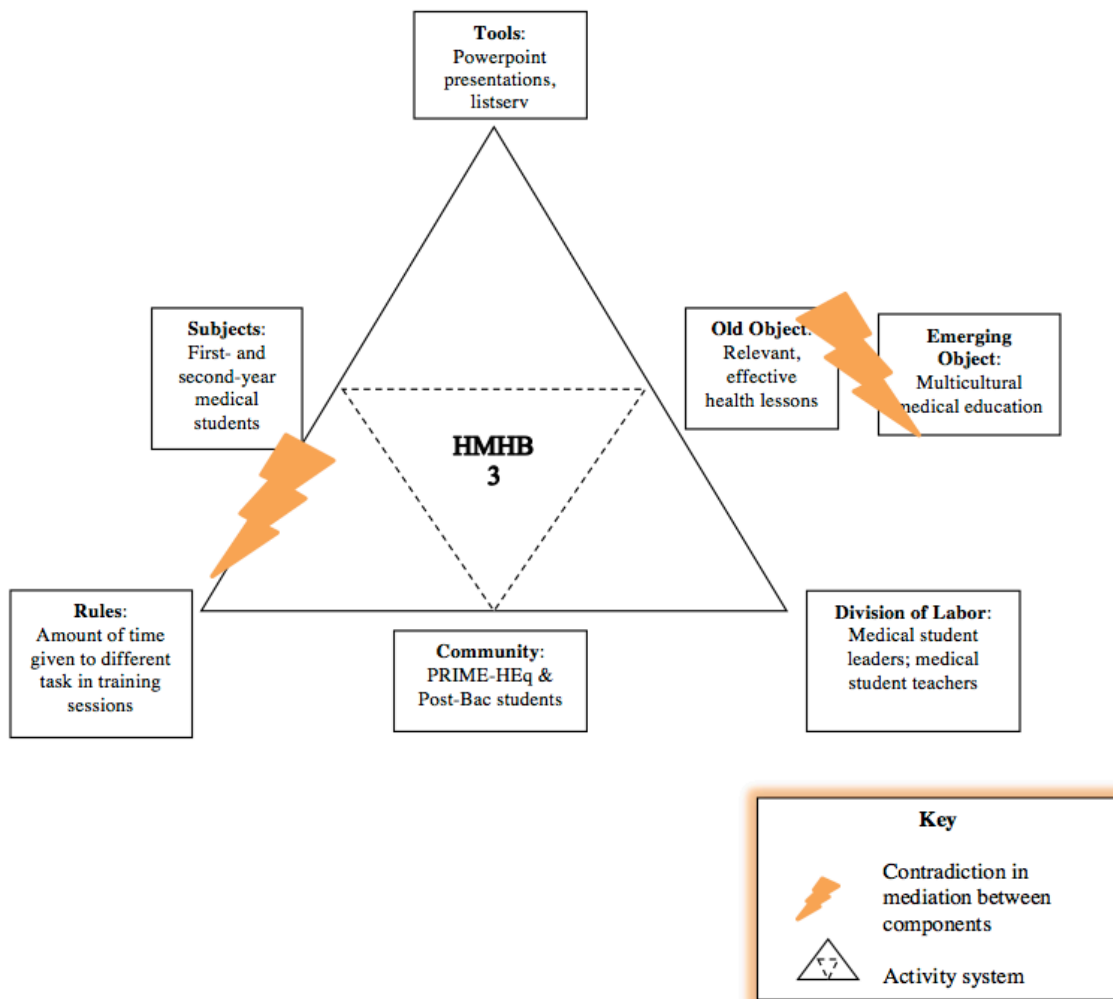 Tools:
Powerpoint
presentations,
listserv
Subjects:
First- and
second-year
medical
students
Old Object:
Relevant,
effective
health lessons
Emerging
Object:
Multicultural
medical education
HMHB
3
Rules:
Amount of time
given to different
task in training
sessions
Community:
PRIME-HEq &
Post-Bac students
Division of Labor:
Medical student
leaders; medical
student teachers
Key
Contradiction in
mediation between
components
Activity system